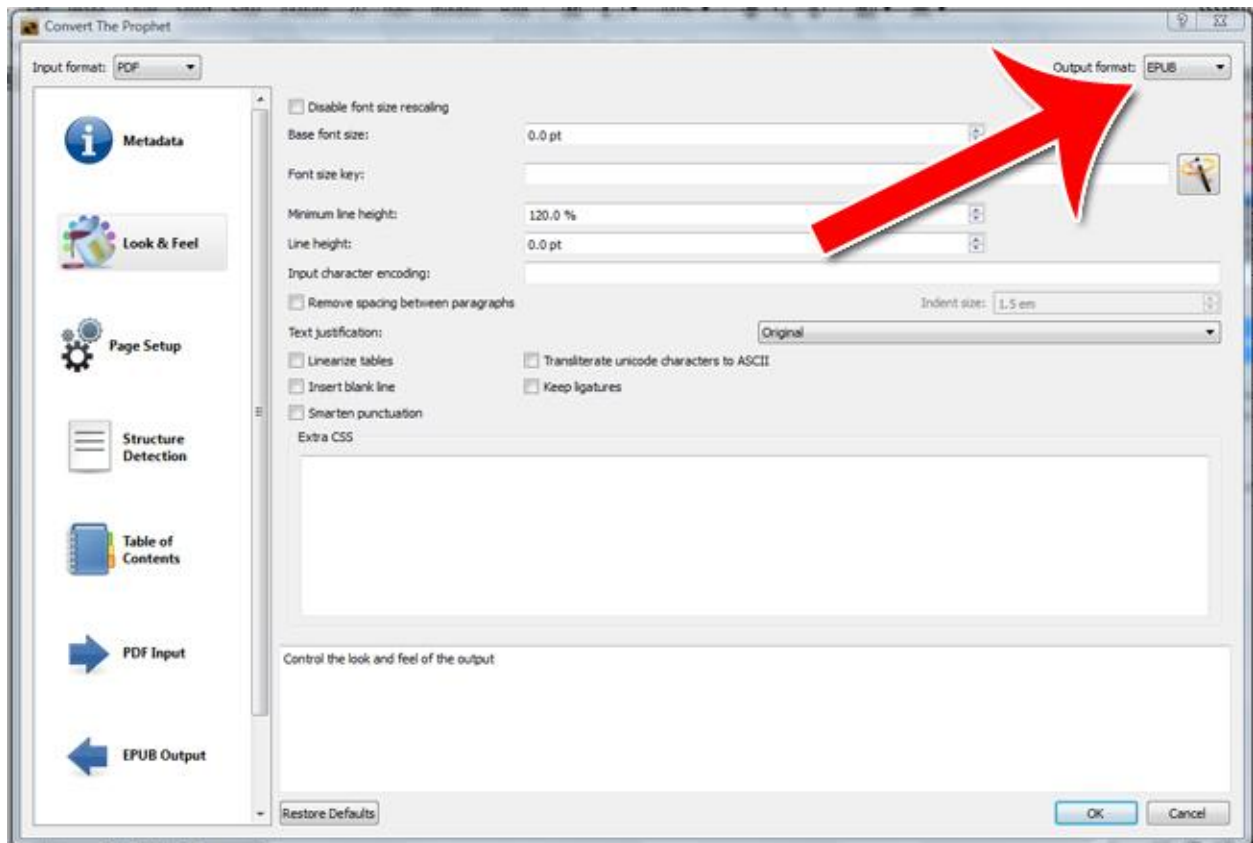 Convert The Prophet
Input format: PDF
Output format: EPUB
Metadata
Look & Feel
Page Setup
Structure
Detection
Table of
Contents
PDF Input
EPUB Output
Disable font size rescaling
Base font size: 0.0 pt
Font size key:
Minimum line height: 120.0 %
Line height: 0.0 pt
Input character encoding:
Remove spacing between paragraphs Indent size: 1.5 em
Text justification: Original
Linearize tables Transliterate unicode characters to ASCII
Insert blank line Keep ligatures
Smarten punctuation
Extra CSS
Control the look and feel of the output
Restore Defaults OK Cancel